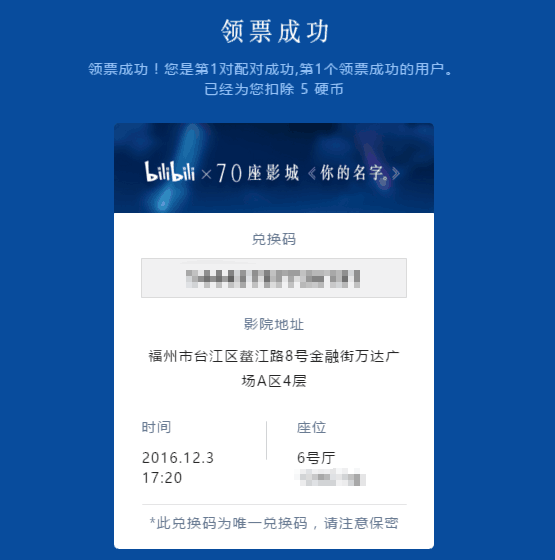 领票成功
领票成功！您是第1对配对成功,第1个领票成功的用户。
已经为您扣除 5 硬币
bilibili × 70座影城《你的名字。》
兑换码
影院地址
福州市台江区鳌江路8号金融街万达广
场A区4层
时间
座位
2016.12.3
17:20
6号厅
*此兑换码为唯一兑换码，请注意保密